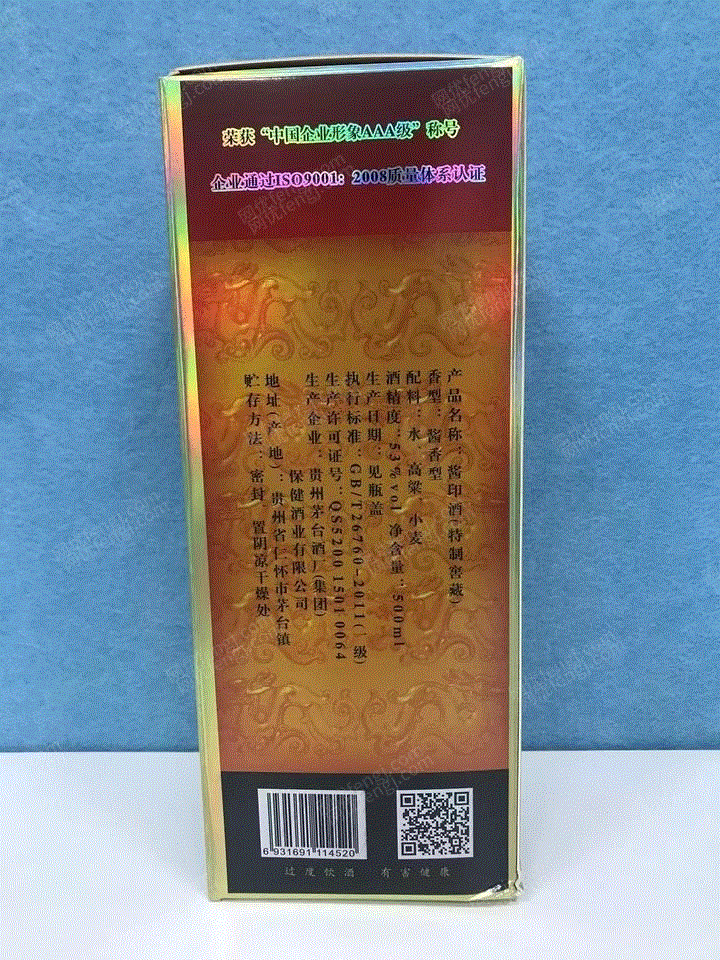 荣获“中国企业形象AAA级”称号
企业通过ISO9001：2008质量体系认证
产品名称：酱印酒(特制窖藏)
香型：酱香型
配料：水、高粱、小麦
酒精度：53%vol 净含量：500ml
生产日期：见瓶盖
执行标准：GB/T26760-2011( 级)
生产许可证号：QS5200 1501 0064
生产企业：贵州茅台酒厂(集团)
保健酒业有限公司
地址(产地)：贵州省仁怀市茅台镇
贮存方法：密封、置阴凉干燥处
6 931691 114520
过度饮酒 有害健康